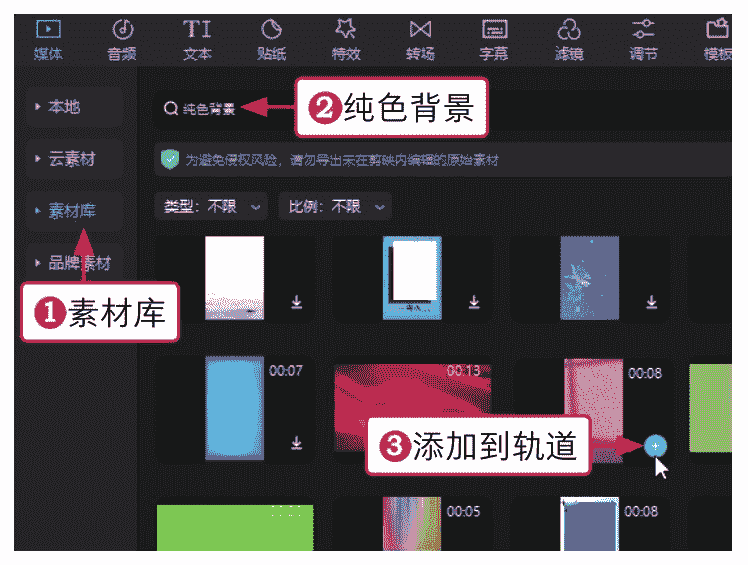 媒体 音频 文本 贴纸 特效 转场 字幕 滤镜 调节 模板
本地
纯色背景
❷纯色背景
云素材
为避免侵权风险，请勿导出未在剪映内编辑的原始素材
素材库
类型：不限 比例：不限
品牌素材
❶素材库
00:07 00:13 00:08
❸添加到轨道
00:05 00:08